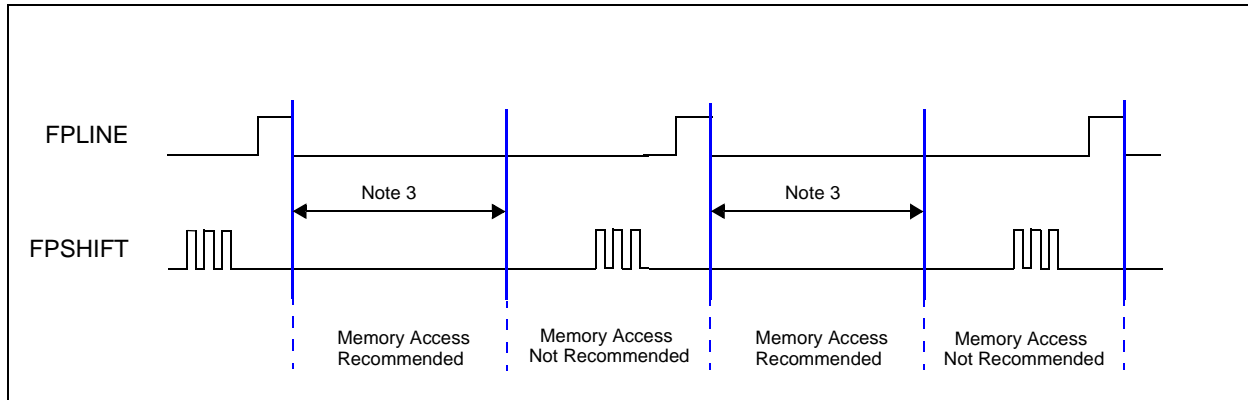 FPLINE
Note 3
Note 3
FPSHIFT
Memory Access
Recommended
Memory Access
Not Recommended
Memory Access
Recommended
Memory Access
Not Recommended